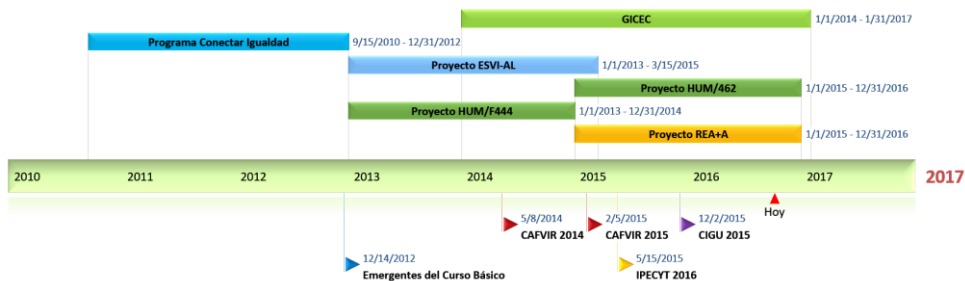 GICEC 1/1/2014 - 1/31/2017
Programa Conectar Igualdad 9/15/2010 - 12/31/2012
Proyecto ESVI-AL 1/1/2013 - 3/15/2015
Proyecto HUM/462 1/1/2015 - 12/31/2016
Proyecto HUM/F444 1/1/2013 - 12/31/2014
Proyecto REA+A 1/1/2015 - 12/31/2016
2010 2011 2012 2013 2014 2015 2016 2017 2017
Hoy
5/8/2014 2/5/2015 12/2/2015
CAFVIR 2014 CAFVIR 2015 CIGU 2015
12/14/2012 5/15/2015
Emergentes del Curso Básico IPECYT 2016